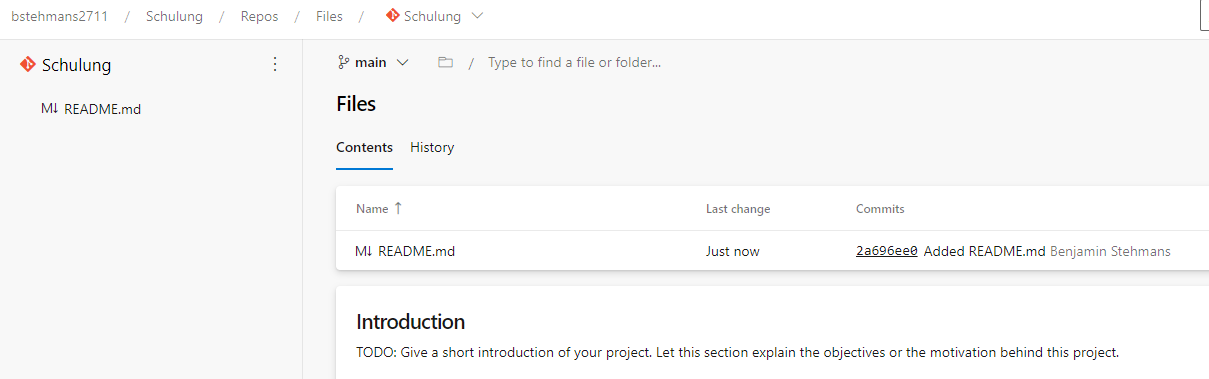 bstehmans2711 / Schulung / Repos / Files / Schulung
Schulung
README.md
main / Type to find a file or folder...
Files
Contents History
Name ↑ Last change Commits
M↓ README.md Just now 2a696ee0 Added README.md Benjamin Stehmans
Introduction
TODO: Give a short introduction of your project. Let this section explain the objectives or the motivation behind this project.